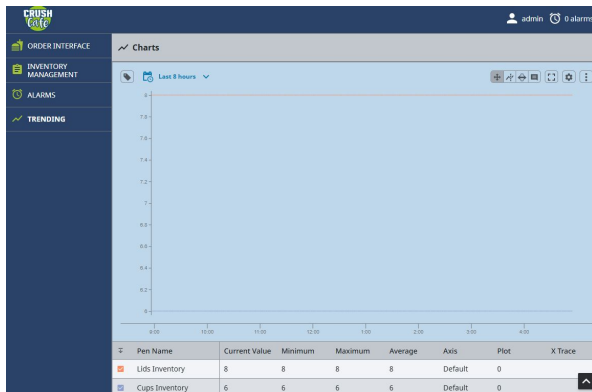 CRUSH
Café
admin 0 alarms
ORDER INTERFACE
INVENTORY
MANAGEMENT
ALARMS
TRENDING
Charts
Last 8 hours
8
7.8
7.6
7.4
7.2
7
6.8
6.6
6.4
6.2
6
9:00 10:00 11:00 12:00 1:00 2:00 3:00 4:00
Pen Name Current Value Minimum Maximum Average Axis Plot X Trace
Lids Inventory 8 8 8 8 Default 0
Cups Inventory 6 6 6 6 Default 0